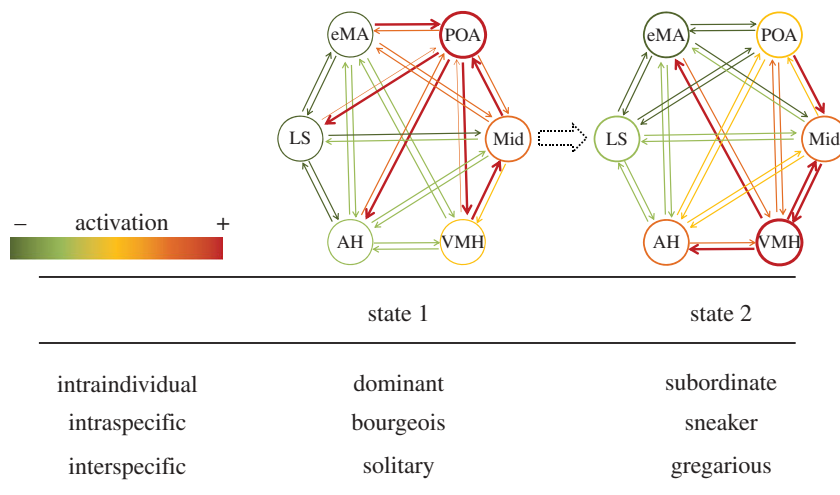 eMA POA eMA POA
LS Mid LS Mid
– activation +
AH VMH AH VMH
state 1 state 2
intraindividual dominant subordinate
intraspecific bourgeois sneaker
interspecific solitary gregarious